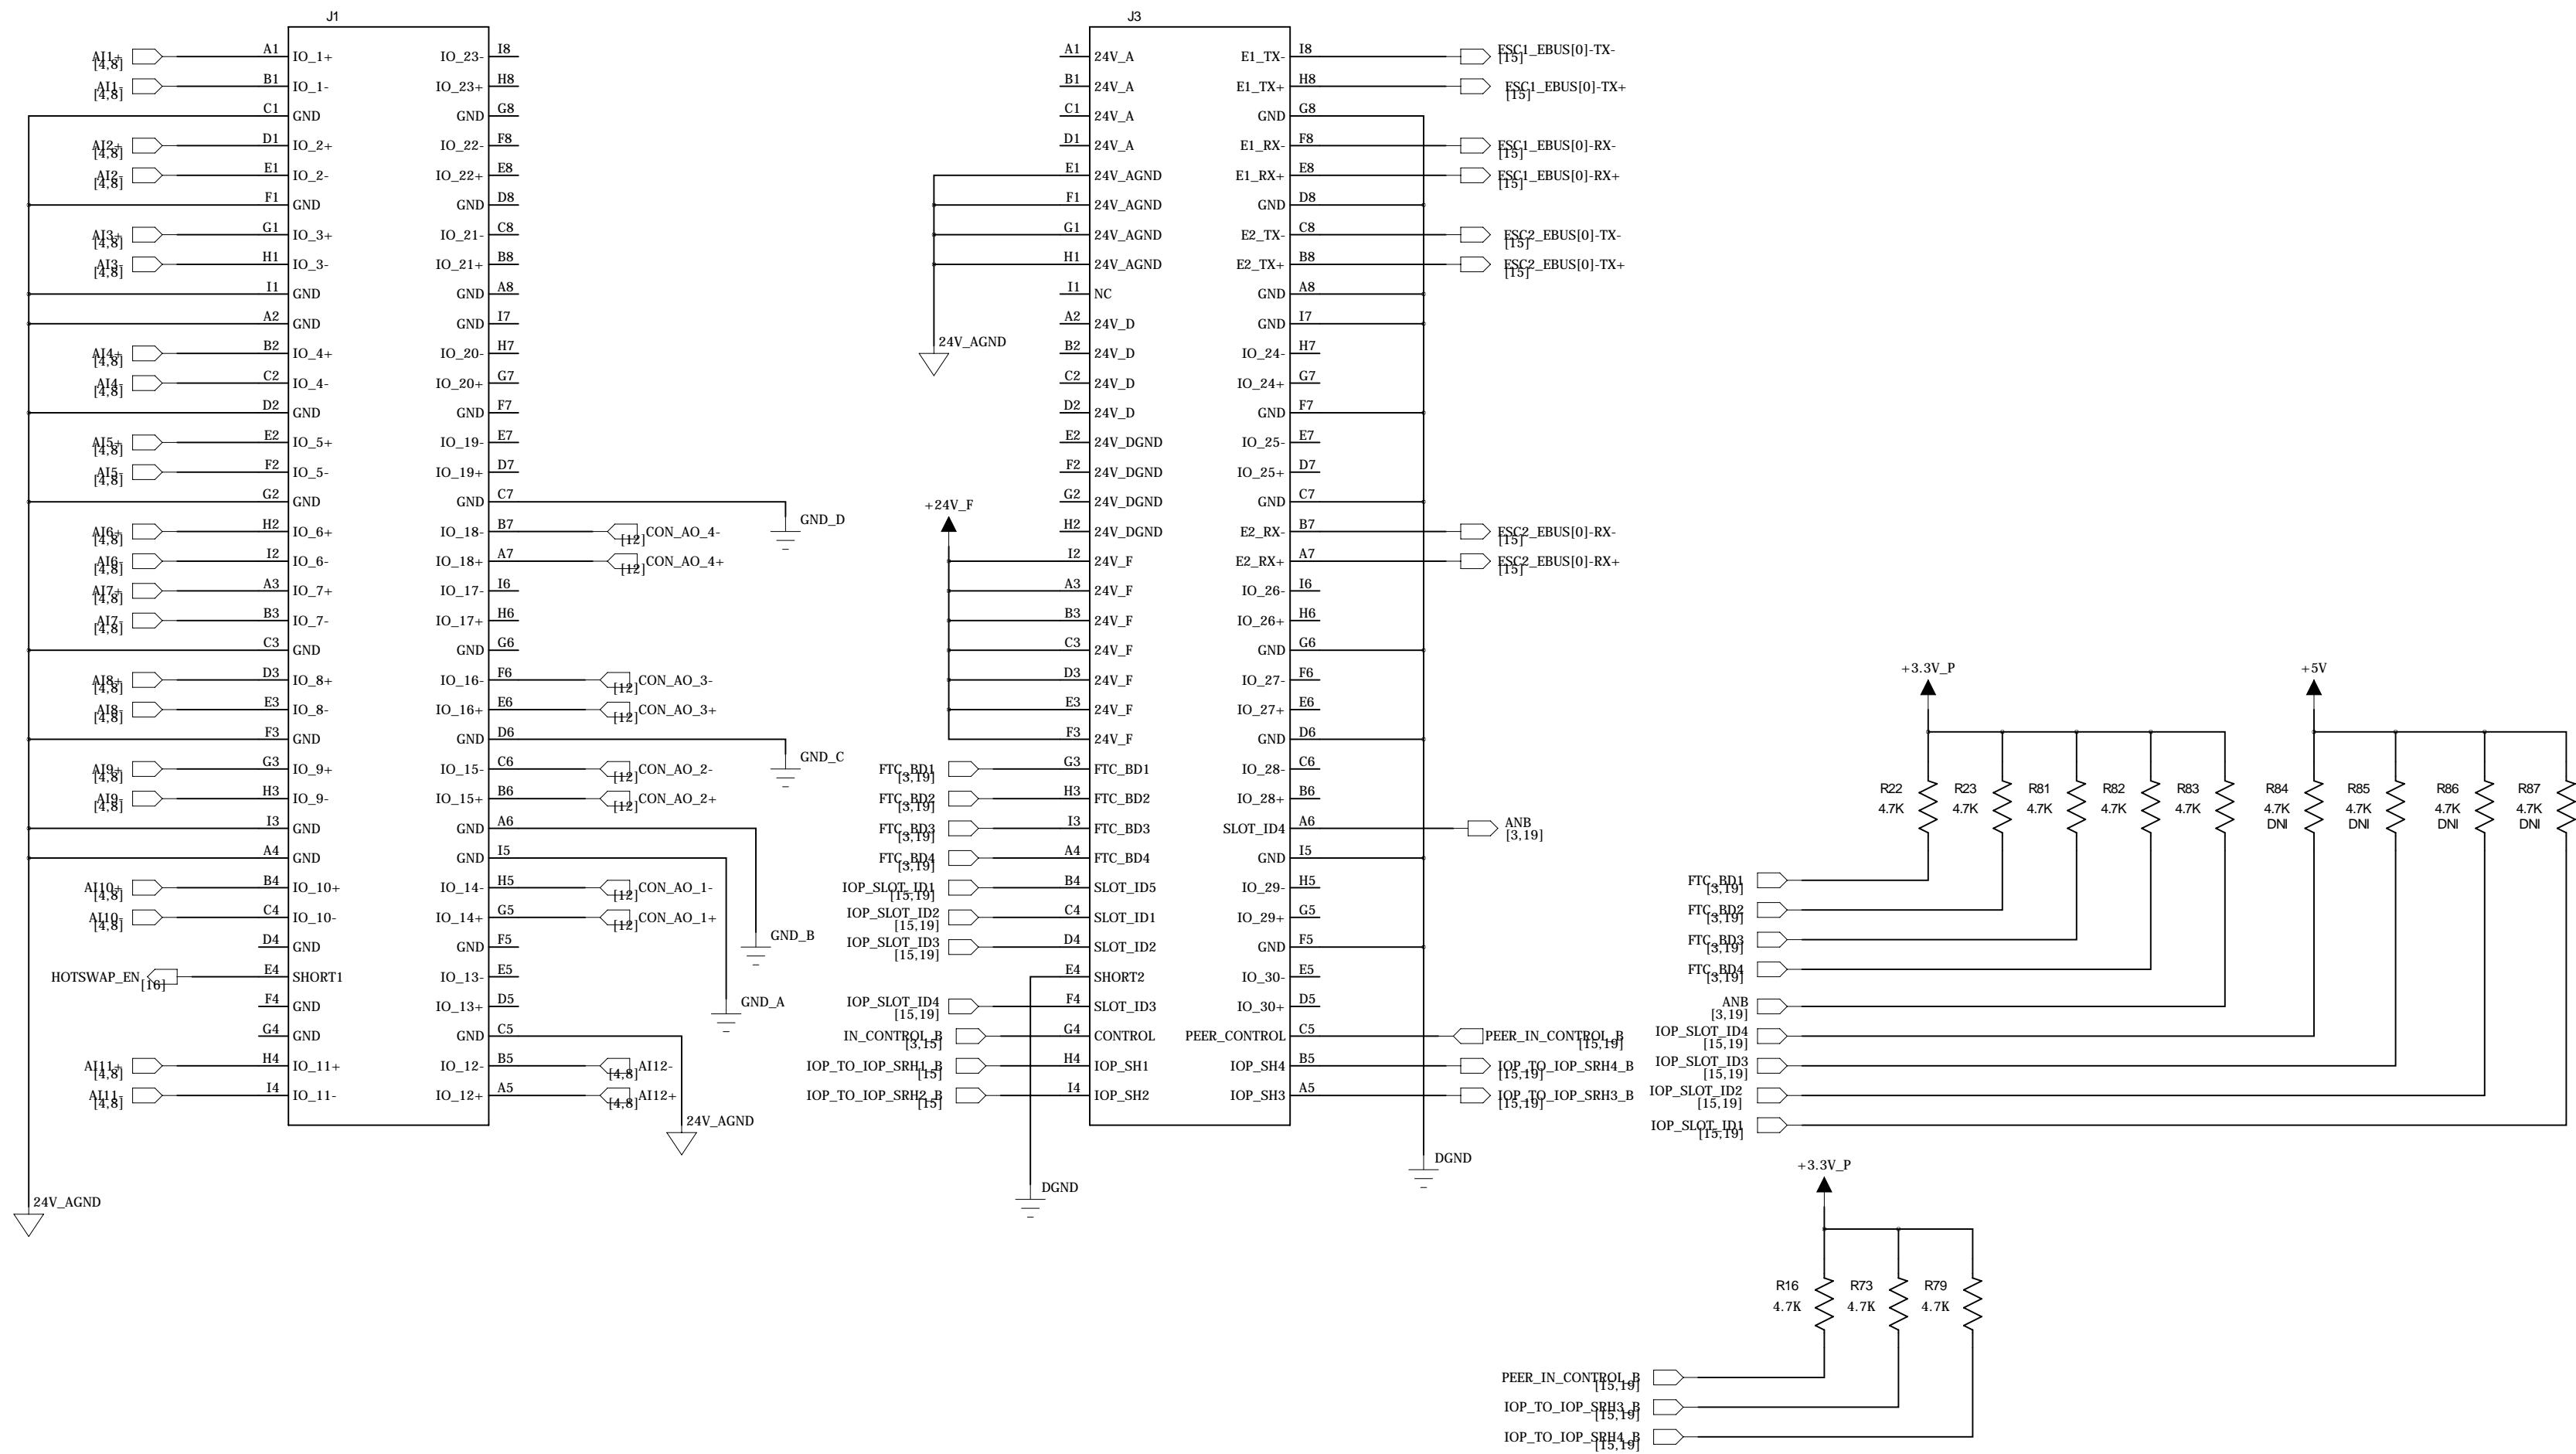 J1
AI1+ [4,8] A1 IO_1+ IO_23- I8
AI1- [4,8] B1 IO_1- IO_23+ H8
C1 GND GND G8
AI2+ [4,8] D1 IO_2+ IO_22- F8
AI2- [4,8] E1 IO_2- IO_22+ E8
F1 GND GND D8
AI3+ [4,8] G1 IO_3+ IO_21- C8
AI3- [4,8] H1 IO_3- IO_21+ B8
I1 GND GND A8
A2 GND GND I7
AI4+ [4,8] B2 IO_4+ IO_20- H7
AI4- [4,8] C2 IO_4- IO_20+ G7
D2 GND GND F7
AI5+ [4,8] E2 IO_5+ IO_19- E7
AI5- [4,8] F2 IO_5- IO_19+ D7
G2 GND GND C7 GND_D
AI6+ [4,8] H2 IO_6+ IO_18- B7 [12] CON_AO_4-
AI6- [4,8] I2 IO_6- IO_18+ A7 [12] CON_AO_4+
AI7+ [4,8] A3 IO_7+ IO_17- I6
AI7- [4,8] B3 IO_7- IO_17+ H6
C3 GND GND G6
AI8+ [4,8] D3 IO_8+ IO_16- F6 [12] CON_AO_3-
AI8- [4,8] E3 IO_8- IO_16+ E6 [12] CON_AO_3+
F3 GND GND D6 GND_C
AI9+ [4,8] G3 IO_9+ IO_15- C6 [12] CON_AO_2-
AI9- [4,8] H3 IO_9- IO_15+ B6 [12] CON_AO_2+
I3 GND GND A6 GND_B
A4 GND GND I5 GND_A
AI10+ [4,8] B4 IO_10+ IO_14- H5 [12] CON_AO_1-
AI10- [4,8] C4 IO_10- IO_14+ G5 [12] CON_AO_1+
D4 GND GND F5
HOTSWAP_EN [16] E4 SHORT1 IO_13- E5
F4 GND IO_13+ D5
G4 GND GND C5 24V_AGND
AI11+ [4,8] H4 IO_11+ IO_12- B5 [4,8] AI12-
AI11- [4,8] I4 IO_11- IO_12+ A5 [4,8] AI12+
24V_AGND
J3
A1 24V_A E1_TX- I8 ESC1_EBUS[0]-TX- [15]
B1 24V_A E1_TX+ H8 ESC1_EBUS[0]-TX+ [15]
C1 24V_A GND G8
D1 24V_A E1_RX- F8 ESC1_EBUS[0]-RX- [15]
E1 24V_AGND E1_RX+ E8 ESC1_EBUS[0]-RX+ [15]
F1 24V_AGND GND D8
G1 24V_AGND E2_TX- C8 ESC2_EBUS[0]-TX- [15]
H1 24V_AGND E2_TX+ B8 ESC2_EBUS[0]-TX+ [15]
I1 NC GND A8
A2 24V_D GND I7
24V_AGND
B2 24V_D IO_24- H7
C2 24V_D IO_24+ G7
D2 24V_D GND F7
E2 24V_DGND IO_25- E7
F2 24V_DGND IO_25+ D7
G2 24V_DGND GND C7
+24V_F
H2 24V_DGND E2_RX- B7 ESC2_EBUS[0]-RX- [15]
I2 24V_F E2_RX+ A7 ESC2_EBUS[0]-RX+ [15]
A3 24V_F IO_26- I6
B3 24V_F IO_26+ H6
C3 24V_F GND G6
D3 24V_F IO_27- F6
E3 24V_F IO_27+ E6
F3 24V_F GND D6
FTC_BD1 [3,19] G3 FTC_BD1 IO_28- C6
FTC_BD2 [3,19] H3 FTC_BD2 IO_28+ B6
FTC_BD3 [3,19] I3 FTC_BD3 SLOT_ID4 A6 ANB [3,19]
FTC_BD4 [3,19] A4 FTC_BD4 GND I5
IOP_SLOT_ID1 [15,19] B4 SLOT_ID5 IO_29- H5
IOP_SLOT_ID2 [15,19] C4 SLOT_ID1 IO_29+ G5
IOP_SLOT_ID3 [15,19] D4 SLOT_ID2 GND F5
E4 SHORT2 IO_30- E5
IOP_SLOT_ID4 [15,19] F4 SLOT_ID3 IO_30+ D5
IN_CONTROL_B [3,15] G4 CONTROL PEER_CONTROL C5 PEER_IN_CONTROL_B [15,19]
IOP_TO_IOP_SRH1_B [15] H4 IOP_SH1 IOP_SH4 B5 IOP_TO_IOP_SRH4_B [15,19]
IOP_TO_IOP_SRH2_B [15] I4 IOP_SH2 IOP_SH3 A5 IOP_TO_IOP_SRH3_B [15,19]
DGND
DGND
+3.3V_P +5V
R22 R23 R81 R82 R83 R84 R85 R86 R87
4.7K 4.7K 4.7K 4.7K 4.7K 4.7K 4.7K 4.7K 4.7K
DNI DNI DNI DNI
FTC_BD1 [3,19]
FTC_BD2 [3,19]
FTC_BD3 [3,19]
FTC_BD4 [3,19]
ANB [3,19]
IOP_SLOT_ID4 [15,19]
IOP_SLOT_ID3 [15,19]
IOP_SLOT_ID2 [15,19]
IOP_SLOT_ID1 [15,19]
+3.3V_P
R16 R73 R79
4.7K 4.7K 4.7K
PEER_IN_CONTROL_B [15,19]
IOP_TO_IOP_SRH3_B [15,19]
IOP_TO_IOP_SRH4_B [15,19]